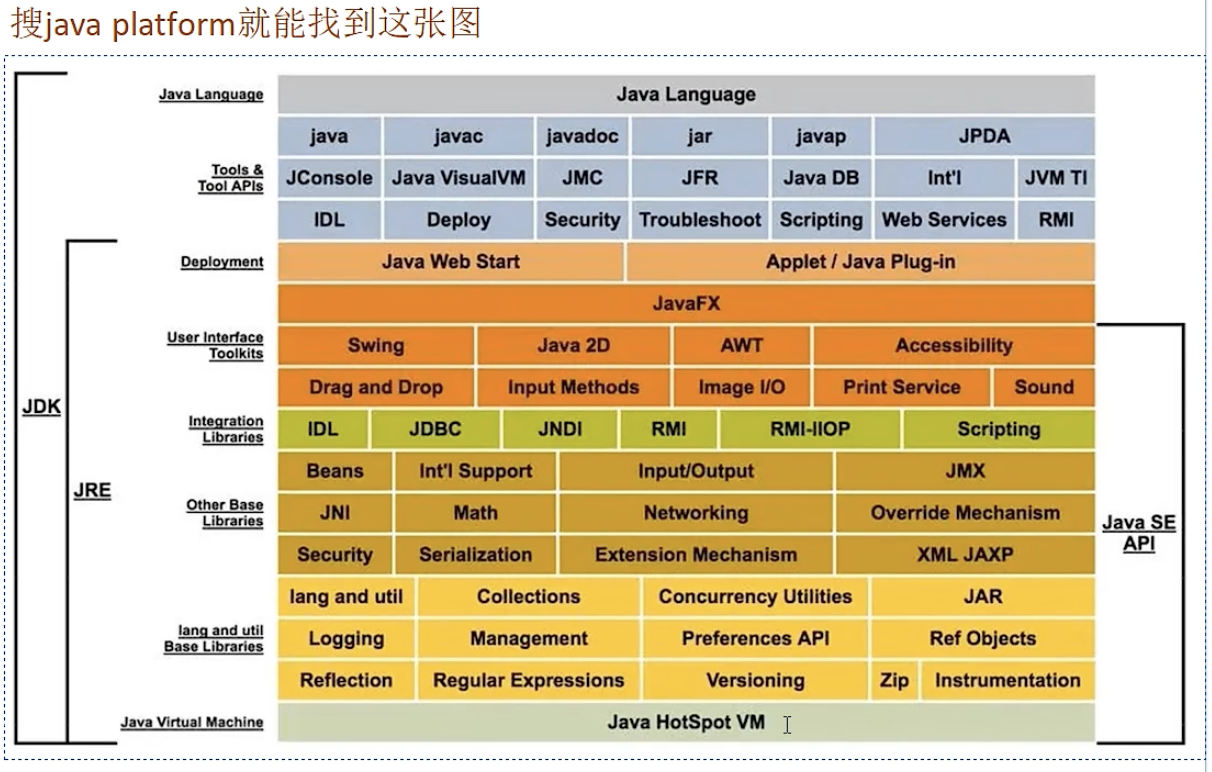 搜java platform就能找到这张图
Java Language Java Language
java javac javadoc jar javap JPDA
Tools &
Tool APIs
JConsole Java VisualVM JMC JFR Java DB Int'l JVM TI
IDL Deploy Security Troubleshoot Scripting Web Services RMI
Deployment Java Web Start Applet / Java Plug-in
JavaFX
User Interface
Toolkits
Swing Java 2D AWT Accessibility
Drag and Drop Input Methods Image I/O Print Service Sound
JDK
Integration
Libraries
IDL JDBC JNDI RMI RMI-IIOP Scripting
Beans Int'l Support Input/Output JMX
JRE
Other Base
Libraries
JNI Math Networking Override Mechanism
Java SE
API
Security Serialization Extension Mechanism XML JAXP
lang and util Collections Concurrency Utilities JAR
lang and util
Base Libraries
Logging Management Preferences API Ref Objects
Reflection Regular Expressions Versioning Zip Instrumentation
Java Virtual Machine Java HotSpot VM